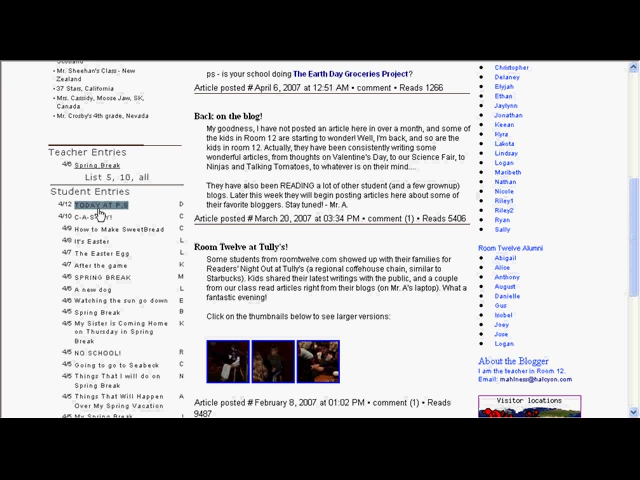 Scotland
• Mr. Sheehan's Class - New
Zealand
• 37 Stars, California
• Mrs. Cassidy, Moose Jaw, SK,
Canada
• Mr. Crosby's 4th grade, Nevada
Teacher Entries
4/6 Spring Break
List 5, 10, all
Student Entries
4/12 TODAY AT P.E D
4/10 C-A-S- Y! C
4/9 How to Make SweetBread C
4/8 It's Easter L
4/7 The Easter Egg L
4/7 After the game K
4/5 SPRING BREAK M
4/6 A new dog L
4/6 Watching the sun go down E
4/6 Spring Break B
4/5 My Sister is Coming Home K
on Thursday in Spring
Break
4/5 NO SCHOOL! R
4/5 Going to go to Seabeck C
4/5 Things That I will do on N
Spring Break
4/5 Things That Will Happen A
Over My Spring Vacation
4/5 My Smelly Cat M
ps - is your school doing The Earth Day Groceries Project?
Article posted # April 6, 2007 at 12:51 AM • comment • Reads 1266
Back on the blog!
My goodness, I have not posted an article here in over a month, and some of
the kids in Room 12 are starting to wonder! Well, I'm back, and so are the
kids in room 12. Actually, they have been consistently writing some
wonderful articles, from thoughts on Valentine's Day, to our Science Fair, to
Ninjas and Talking Tomatoes, to whatever is on their mind....
They have also been READING a lot of other student (and a few grownup)
blogs. Later this week they will begin posting articles here about some of
their favorite bloggers. Stay tuned! - Mr. A.
Article posted # March 20, 2007 at 03:34 PM • comment (1) • Reads 5406
Room Twelve at Tully's!
Some students from roomtwelve.com showed up with their families for
Readers' Night Out at Tully's (a regional coffehouse chain, similar to
Starbucks). Kids shared their latest writings with the public, and a couple
from our class read articles right from their blogs (on Mr. A's laptop). What a
fantastic evening!
Click on the thumbnails below to see larger versions:
Article posted # February 8, 2007 at 01:02 PM • comment (1) • Reads
9487
• Christopher
• Delaney
• Elyjah
• Ethan
• Jaylynn
• Jonathan
• Keean
• Kyra
• Lakota
• Lindsay
• Logan
• Maribeth
• Nathan
• Nicole
• Riley1
• Riley2
• Ryan
• Sally
Room Twelve Alumni
• Abigail
• Alice
• Anthony
• August
• Danielle
• Gus
• Isobel
• Joey
• Jose
• Logan
About the Blogger
I am the teacher in Room 12.
Email: mahlness@halcyon.com
Visitor locations